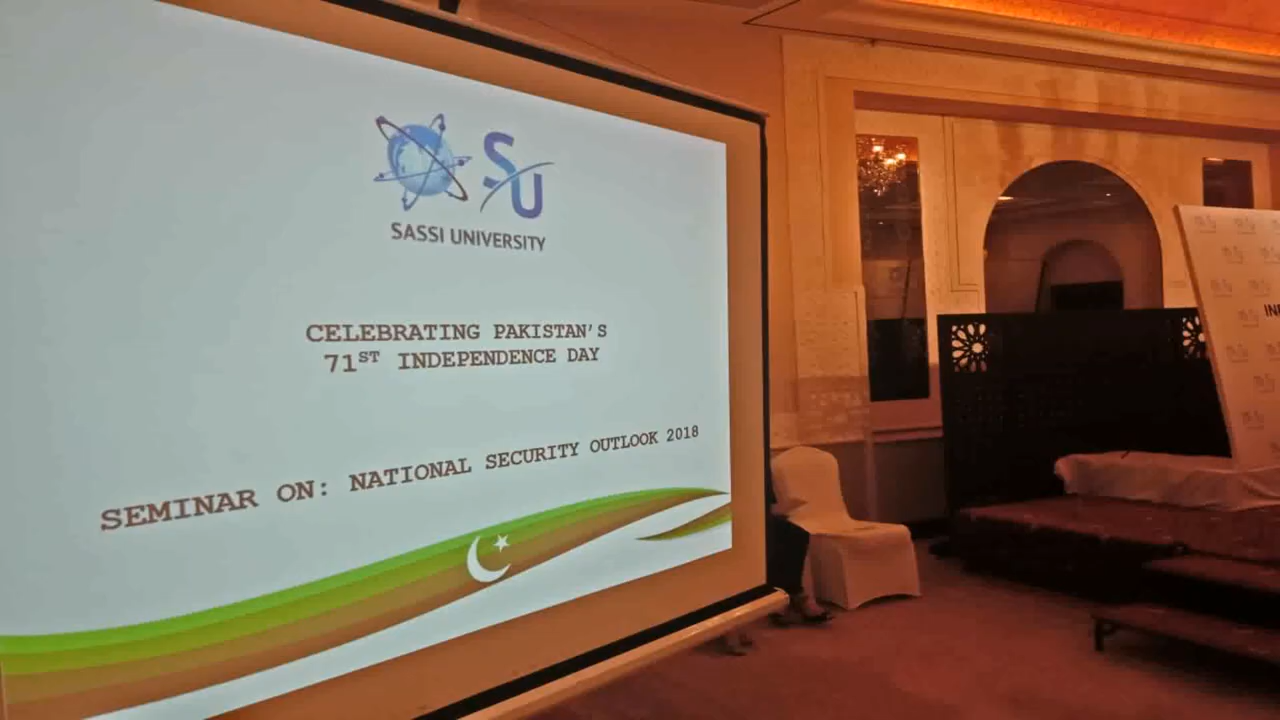 SU
SASSI UNIVERSITY
CELEBRATING PAKISTAN'S
71ST INDEPENDENCE DAY
SEMINAR ON: NATIONAL SECURITY OUTLOOK 2018